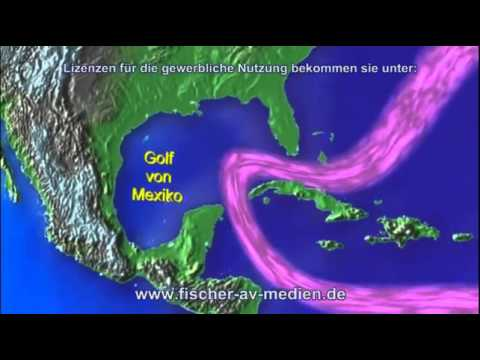 Lizenzen für die gewerbliche Nutzung bekommen sie unter:
Golf
von
Mexiko
www.fischer-av-medien.de